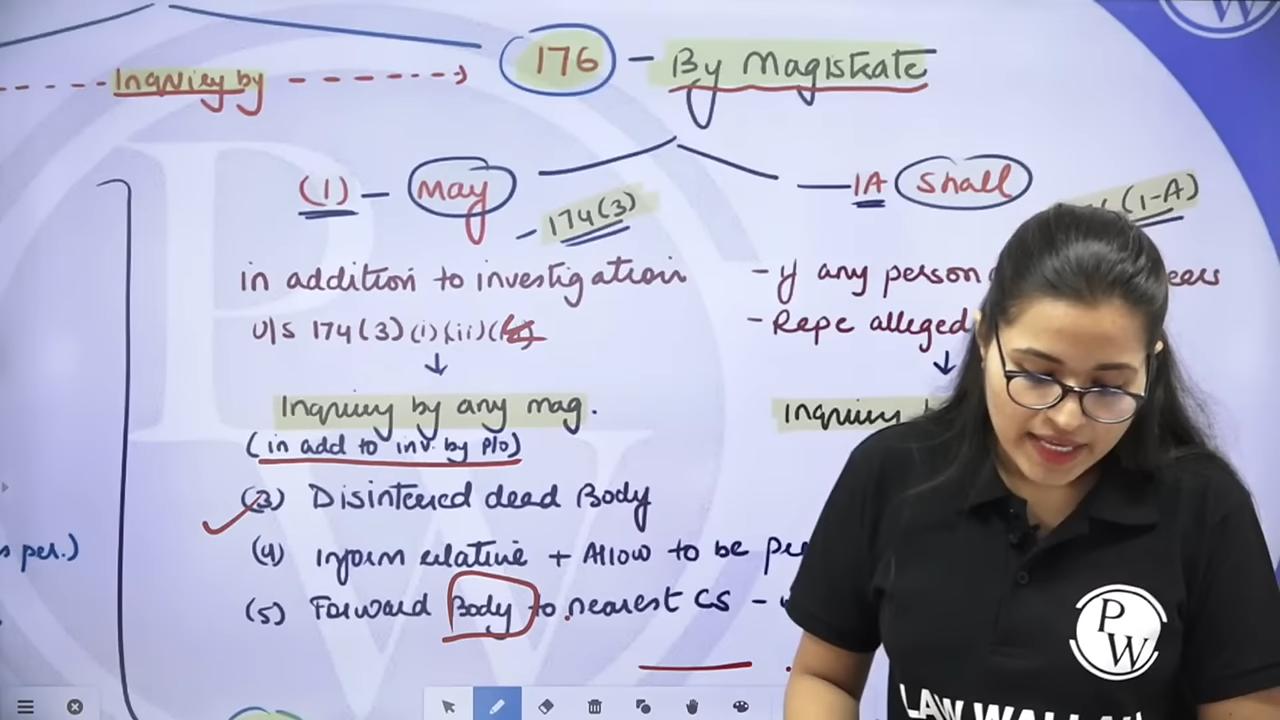 Inquiry by
176 - By Magistrate
(1) - may
1A shall
174(3)
(1-A)
in addition to investigation
U/S 174(3)(i)(ii)
Inquiry by any mag.
(in add to inv. by P/o)
- If any person
- Rape alleged
(3) Disintered dead Body
(4) inform relative + Allow to be
(5) Forward Body to nearest CS -
s per.)
PW
LAW WALLAH